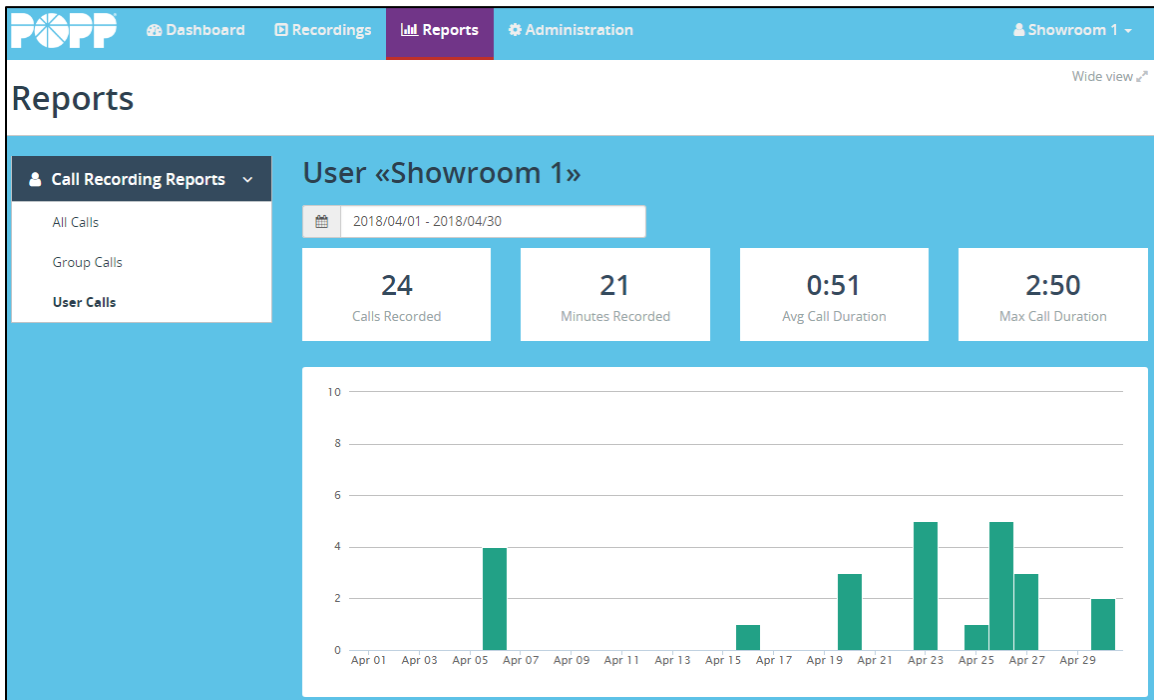 POPP Dashboard Recordings Reports Administration Showroom 1
Wide view
Reports
Call Recording Reports
All Calls
Group Calls
User Calls
User «Showroom 1»
2018/04/01 - 2018/04/30
24 21 0:51 2:50
Calls Recorded Minutes Recorded Avg Call Duration Max Call Duration
10
8
6
4
2
0
Apr 01 Apr 03 Apr 05 Apr 07 Apr 09 Apr 11 Apr 13 Apr 15 Apr 17 Apr 19 Apr 21 Apr 23 Apr 25 Apr 27 Apr 29